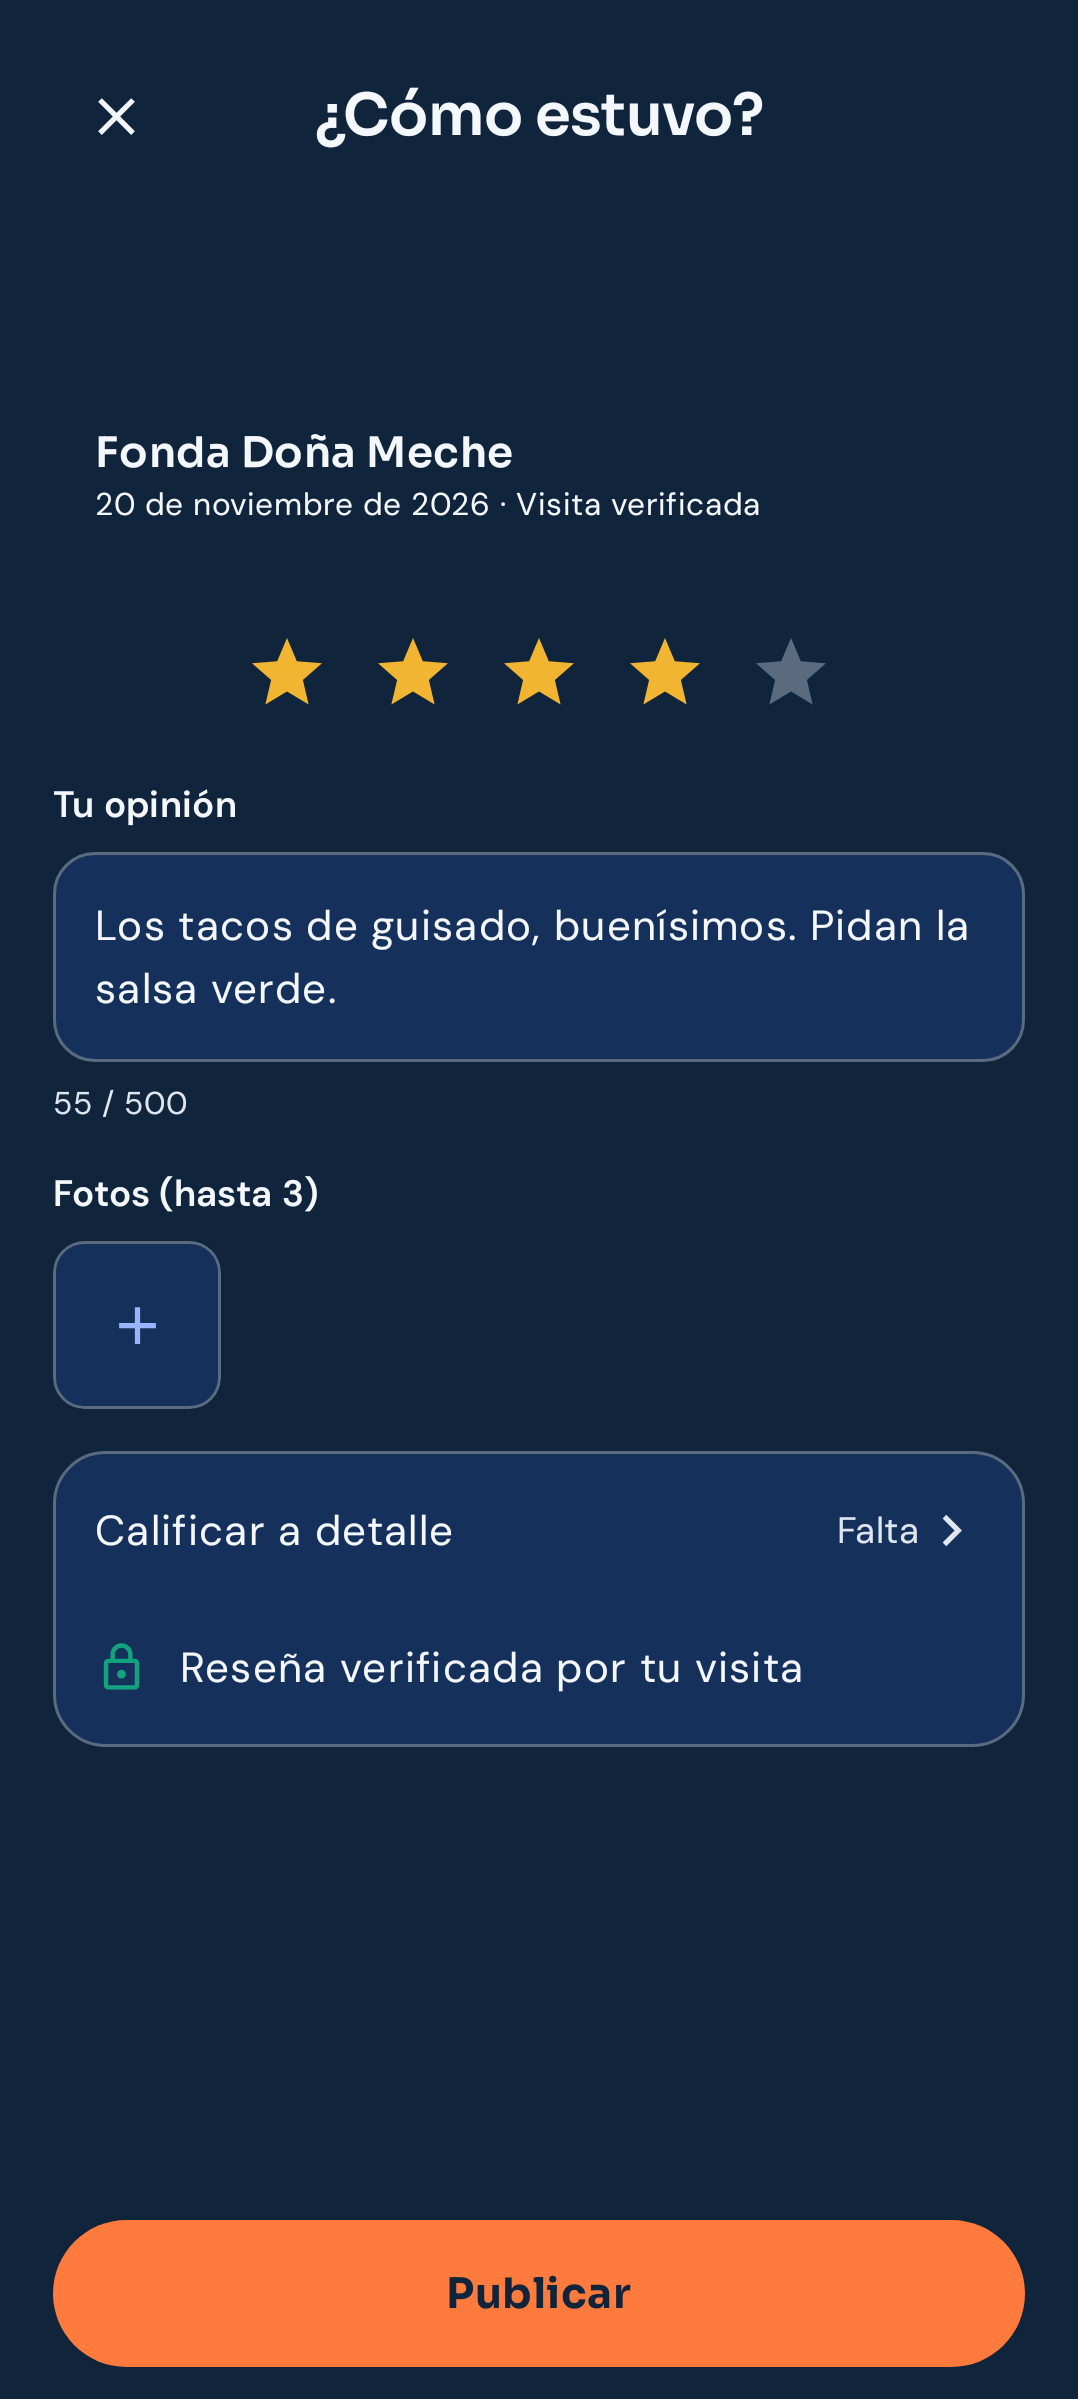 ¿Cómo estuvo?
Fonda Doña Meche
20 de noviembre de 2026 · Visita verificada
Tu opinión
Los tacos de guisado, buenísimos. Pidan la
salsa verde.
55 / 500
Fotos (hasta 3)
Calificar a detalle Falta
Reseña verificada por tu visita
Publicar